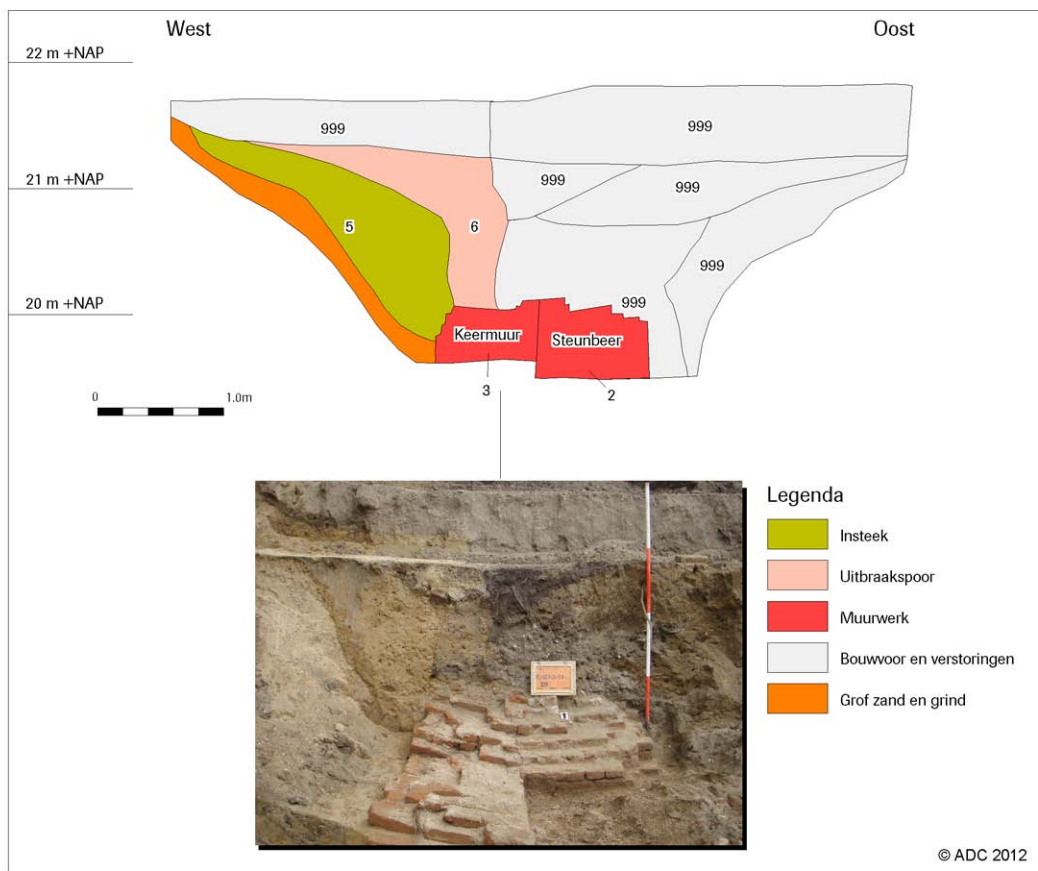 West
Oost
22 m +NAP
999
999
21 m +NAP
999
999
5
6
999
20 m +NAP
999
Keermuur
Steunbeer
0
1.0m
3
2
Legenda
Insteek
Uitbraakspoor
Muurwerk
Bouwvoor en verstoringen
Grof zand en grind
1
© ADC 2012